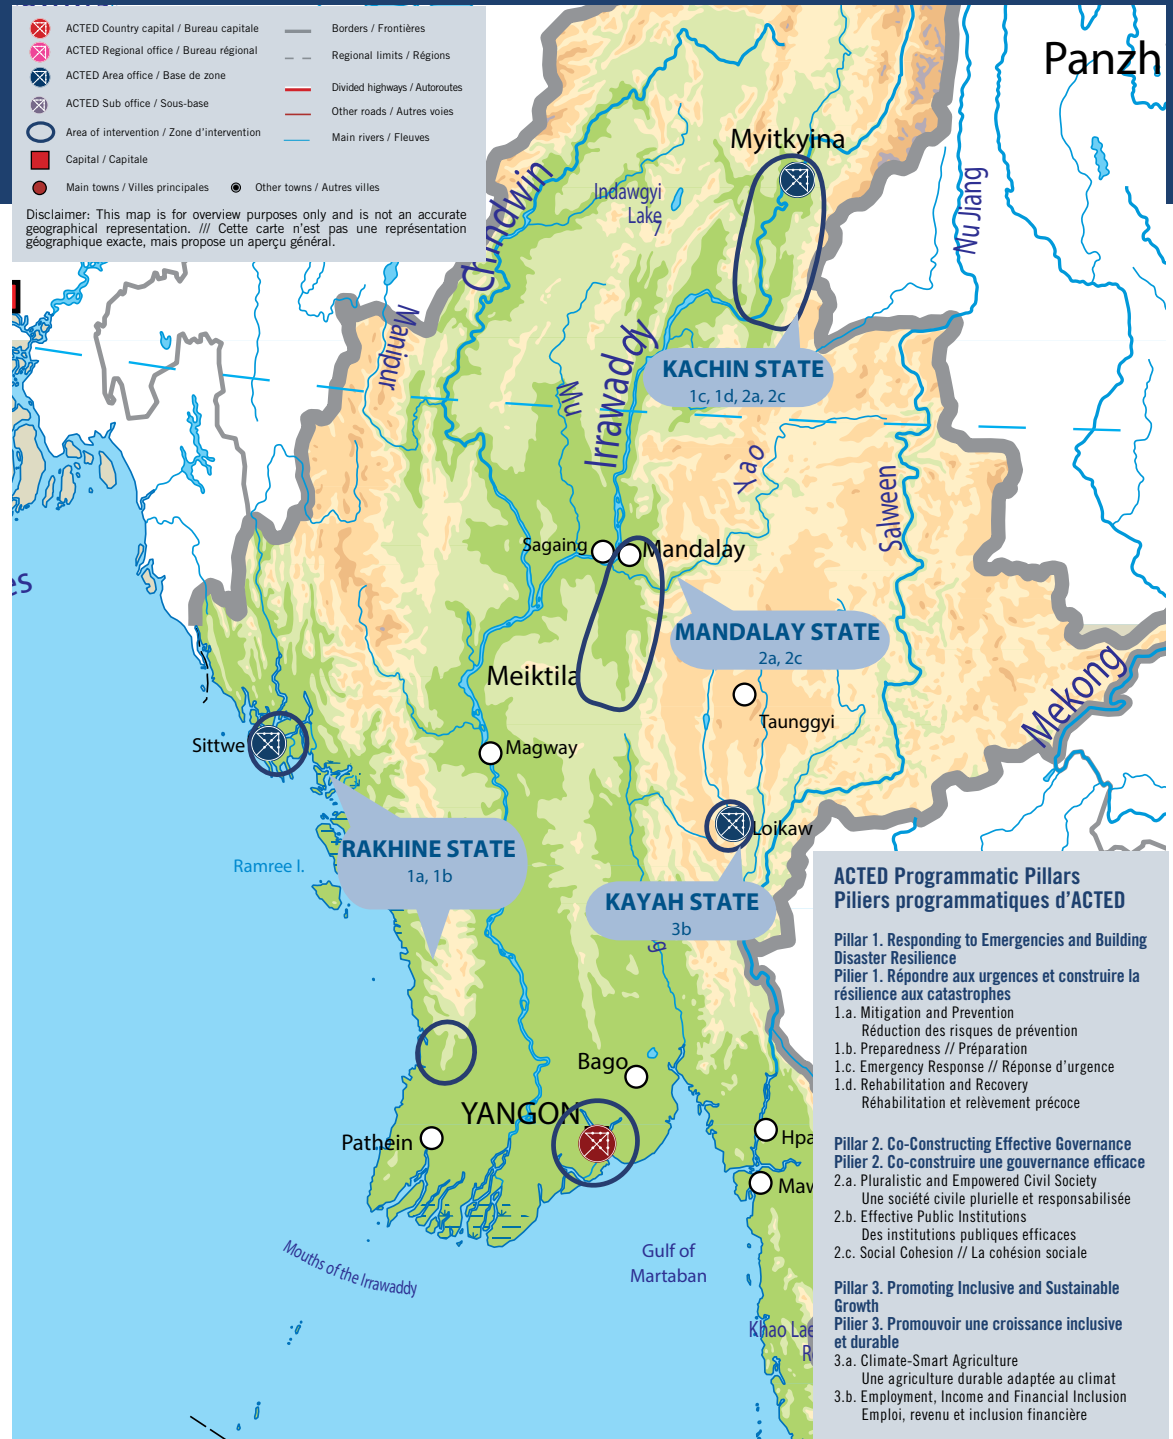 ACTED Country capital / Bureau capitale
ACTED Regional office / Bureau régional
ACTED Area office / Base de zone
ACTED Sub office / Sous-base
Area of intervention / Zone d'intervention
Capital / Capitale
Main towns / Villes principales
Other towns / Autres villes
Borders / Frontières
Regional limits / Régions
Divided highways / Autoroutes
Other roads / Autres voies
Main rivers / Fleuves
Disclaimer: This map is for overview purposes only and is not an accurate
geographical representation. /// Cette carte n'est pas une représentation
géographique exacte, mais propose un aperçu général.
Panzh
Myitkyina
Chindwin
Indawgyi
Lake
7
Nu Jiang
Manipur
Irrawaddy
Mu
KACHIN STATE
1c, 1d, 2a, 2c
Yao
Salween
Sagaing
Mandalay
es
MANDALAY STATE
2a, 2c
Meiktila
Mekong
Taunggyi
Sittwe
Magway
Loikaw
RAKHINE STATE
1a, 1b
Ramree I.
KAYAH STATE
3b
g
Bago
YANGON
Pathein
Hpa
Maw
Mouths of the Irrawaddy
Gulf of
Martaban
Khao Lae
R
ACTED Programmatic Pillars
Piliers programmatiques d'ACTED
Pillar 1. Responding to Emergencies and Building
Disaster Resilience
Pilier 1. Répondre aux urgences et construire la
résilience aux catastrophes
1.a. Mitigation and Prevention
Réduction des risques de prévention
1.b. Preparedness // Préparation
1.c. Emergency Response // Réponse d'urgence
1.d. Rehabilitation and Recovery
Réhabilitation et relèvement précoce
Pillar 2. Co-Constructing Effective Governance
Pilier 2. Co-construire une gouvernance efficace
2.a. Pluralistic and Empowered Civil Society
Une société civile plurielle et responsabilisée
2.b. Effective Public Institutions
Des institutions publiques efficaces
2.c. Social Cohesion // La cohésion sociale
Pillar 3. Promoting Inclusive and Sustainable
Growth
Pilier 3. Promouvoir une croissance inclusive
et durable
3.a. Climate-Smart Agriculture
Une agriculture durable adaptée au climat
3.b. Employment, Income and Financial Inclusion
Emploi, revenu et inclusion financière